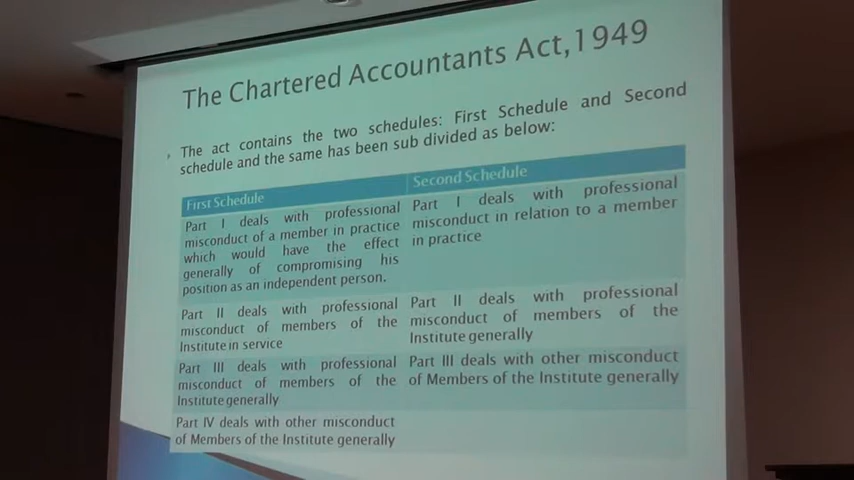 The Chartered Accountants Act,1949
The act contains the two schedules: First Schedule and Second
schedule and the same has been sub divided as below:
First Schedule
Second Schedule
Part I deals with professional
misconduct of a member in practice
which would have the effect
generally of compromising his
position as an independent person.
Part I deals with professional
misconduct in relation to a member
in practice
Part II deals with professional
misconduct of members of the
Institute in service
Part II deals with professional
misconduct of members of the
Institute generally
Part III deals with professional
misconduct of members of the
Institute generally
Part III deals with other misconduct
of Members of the Institute generally
Part IV deals with other misconduct
of Members of the Institute generally